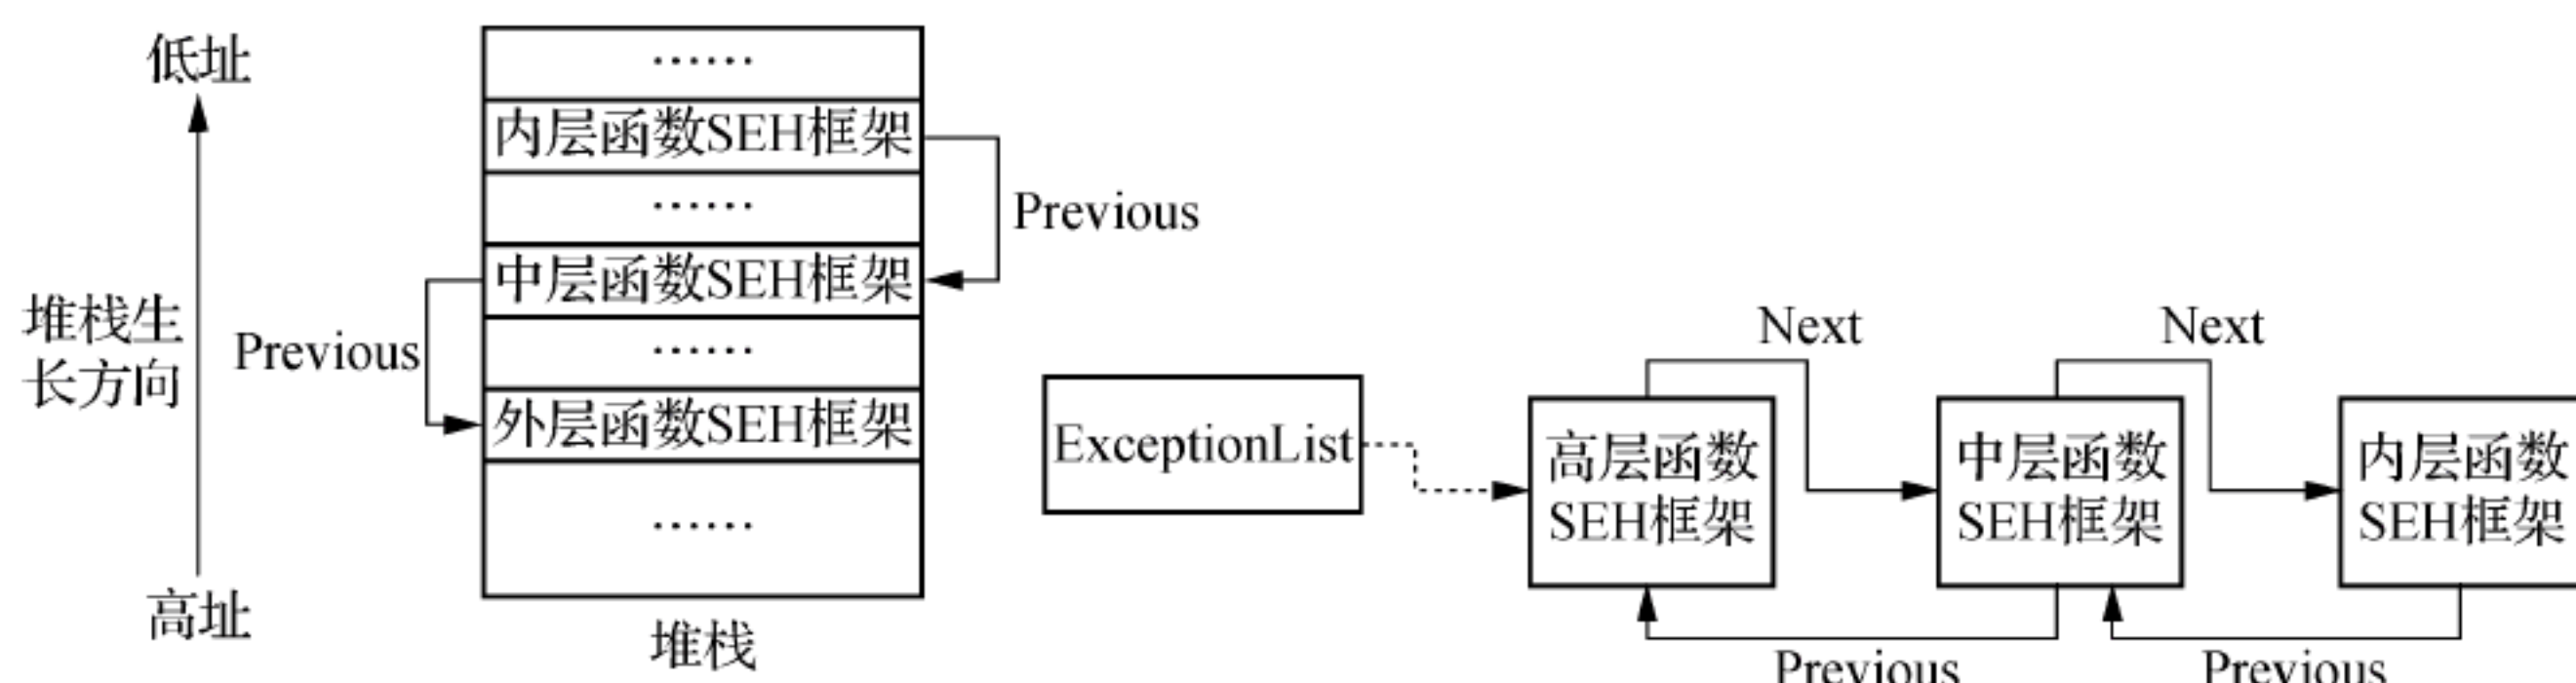 低址
堆栈生
长方向
高址
……
内层函数SEH框架
……
中层函数SEH框架
……
外层函数SEH框架
……
堆栈
Previous
Previous
ExceptionList
Next
Next
高层函数
SEH框架
中层函数
SEH框架
内层函数
SEH框架
Previous
Previous